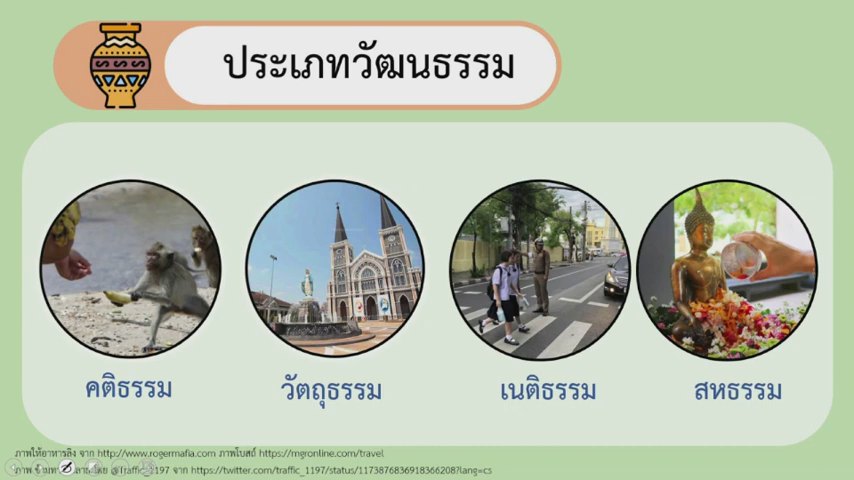 ประเภทวัฒนธรรม
คติธรรม
วัตถุธรรม
เนติธรรม
สหธรรม
ภาพให้อาหารลิง จาก http://www.rogermafia.com ภาพโบสถ์ https://mgronline.com/travel
ภาพ @Traffic_1197 จาก https://twitter.com/traffic_1197/status/1173876836918366208?lang=cs